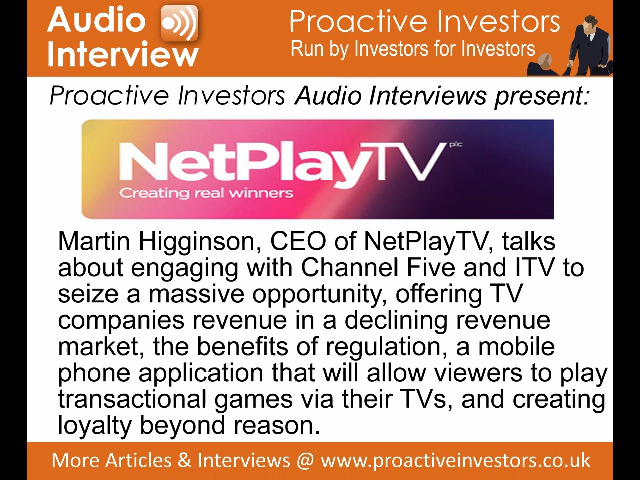 Audio
Interview
Proactive Investors
Run by Investors for Investors
Proactive Investors Audio Interviews present:
NetPlayTV plc
Creating real winners
Martin Higginson, CEO of NetPlayTV, talks
about engaging with Channel Five and ITV to
seize a massive opportunity, offering TV
companies revenue in a declining revenue
market, the benefits of regulation, a mobile
phone application that will allow viewers to play
transactional games via their TVs, and creating
loyalty beyond reason.
More Articles & Interviews @ www.proactiveinvestors.co.uk